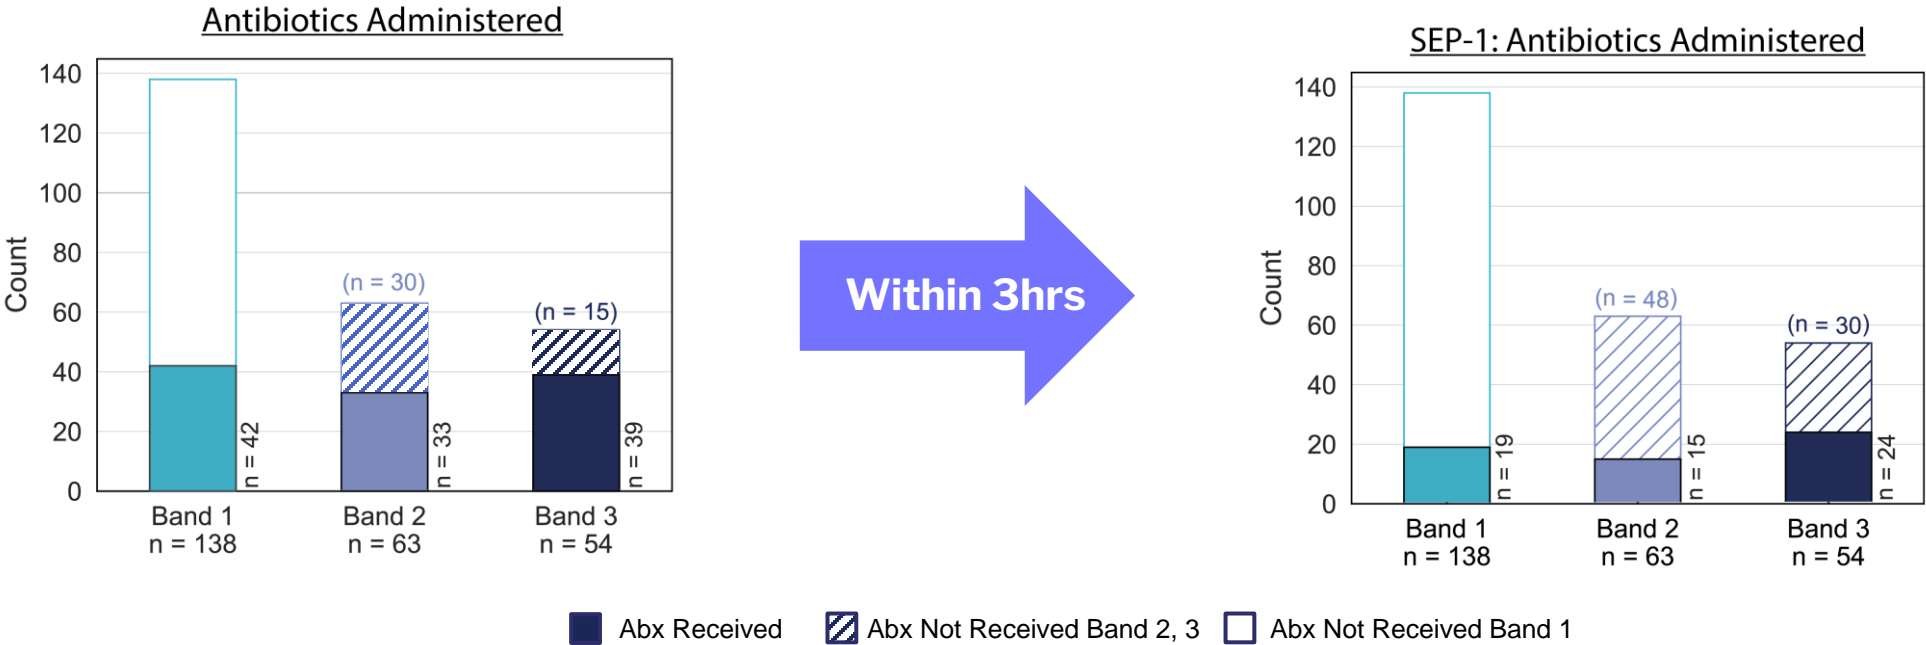 Antibiotics Administered
Count
140
120
100
80
60
40
20
0
(n = 30)
(n = 15)
n = 42
n = 33
n = 39
Band 1
n = 138
Band 2
n = 63
Band 3
n = 54
Within 3hrs
SEP-1: Antibiotics Administered
Count
140
120
100
80
60
40
20
0
(n = 48)
(n = 30)
n = 19
n = 15
n = 24
Band 1
n = 138
Band 2
n = 63
Band 3
n = 54
Abx Received
Abx Not Received Band 2, 3
Abx Not Received Band 1